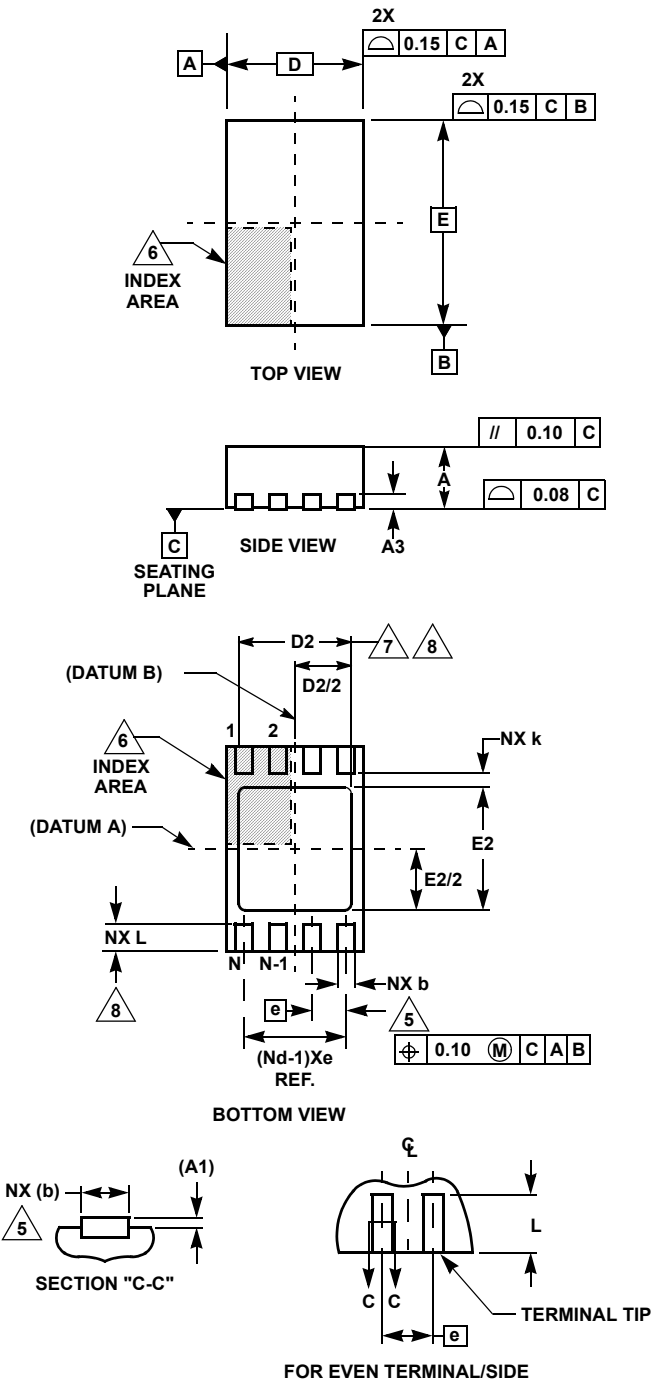 2X
⌓ 0.15 C A
A D
2X
⌓ 0.15 C B
E
6
INDEX
AREA
B
TOP VIEW
// 0.10 C
A
⌓ 0.08 C
C
SEATING
PLANE
SIDE VIEW
A3
D2 7 8
(DATUM B)
D2/2
1 2
6
INDEX
AREA
NX k
(DATUM A)
E2
E2/2
NX L
N N-1
NX b
8
e
5
(Nd-1)Xe
REF.
⌖ 0.10 Ⓜ C A B
BOTTOM VIEW
(A1)
NX (b)
5
SECTION "C-C"
℄
L
C C
TERMINAL TIP
e
FOR EVEN TERMINAL/SIDE